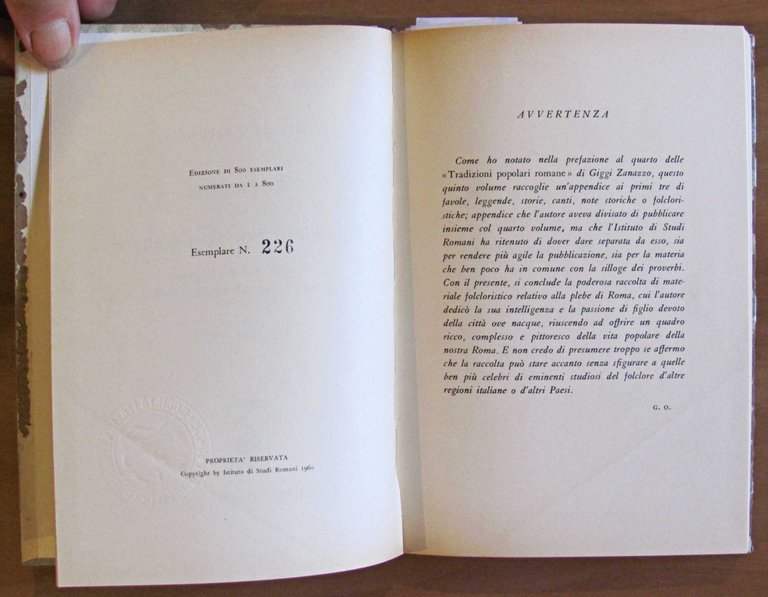 Edizione di 800 esemplari
numerati da 1 a 800
Esemplare N. 226
PROPRIETA' RISERVATA
Copyright by Istituto di Studi Romani 1960
AVVERTENZA
Come ho notato nella prefazione al quarto delle
«Tradizioni popolari romane» di Giggi Zanazzo, questo
quinto volume raccoglie un'appendice ai primi tre di
favole, leggende, storie, canti, note storiche o folclori-
stiche; appendice che l'autore aveva divisato di pubblicare
insieme col quarto volume, ma che l'Istituto di Studi
Romani ha ritenuto di dover dare separata da esso, sia
per rendere più agile la pubblicazione, sia per la materia
che ben poco ha in comune con la silloge dei proverbi.
Con il presente, si conclude la poderosa raccolta di ma-
teriale folcloristico relativo alla plebe di Roma, cui l'autore
dedicò la sua intelligenza e la passione di figlio devoto
della città ove nacque, riuscendo ad offrire un quadro
ricco, complesso e pittoresco della vita popolare della
nostra Roma. E non credo di presumere troppo se affermo
che la raccolta può stare accanto senza sfigurare a quelle
ben più celebri di eminenti studiosi del folclore d'altre
regioni italiane o d'altri Paesi.
G. O.